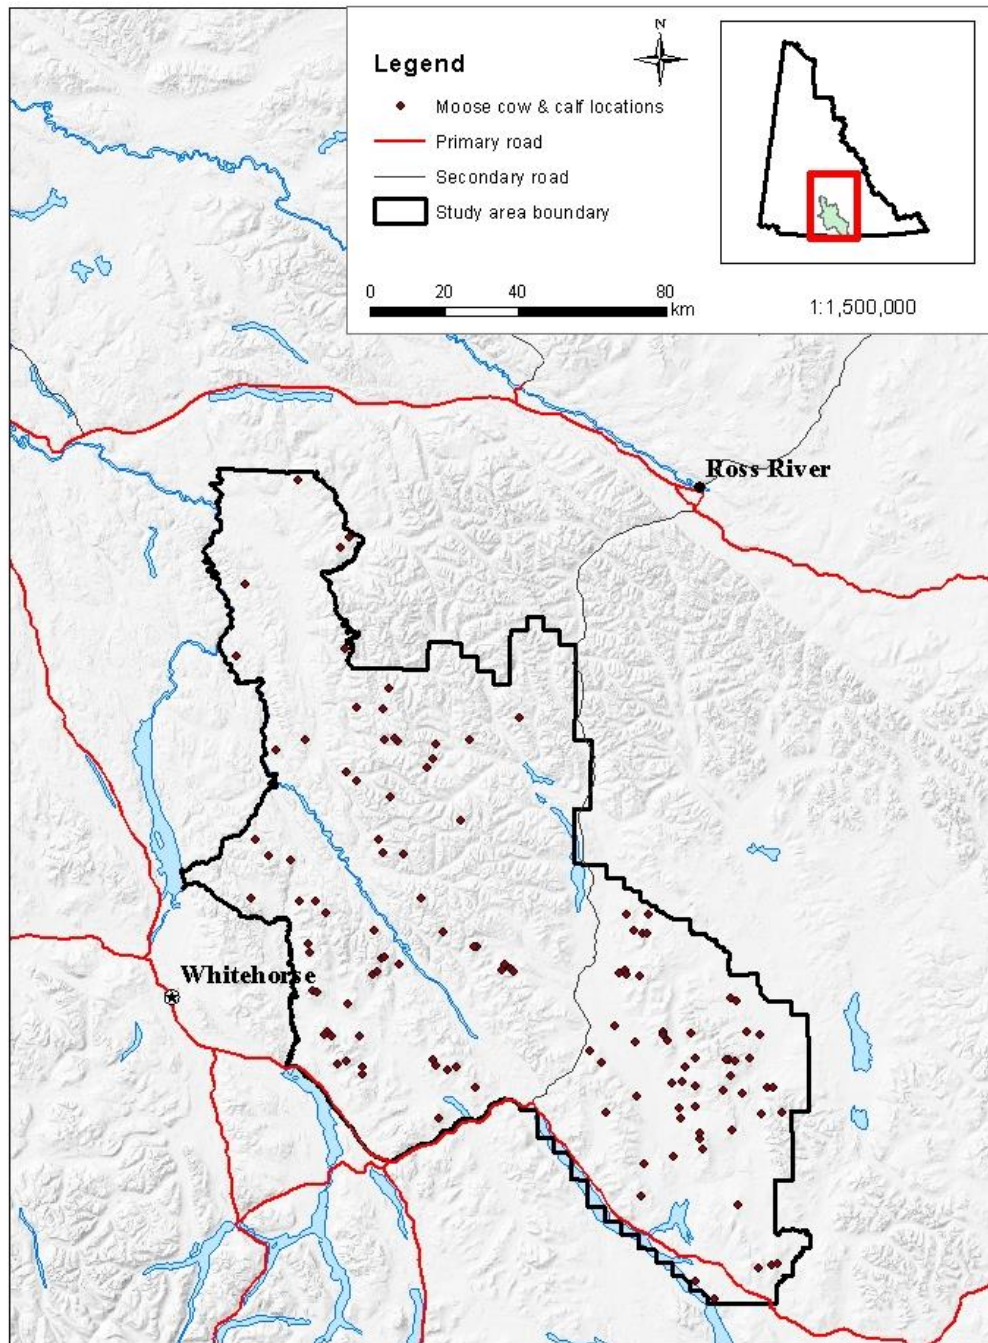 N
Legend
Moose cow & calf locations
Primary road
Secondary road
Study area boundary
0 20 40 80
km
1:1,500,000
Ross River
Whitehorse